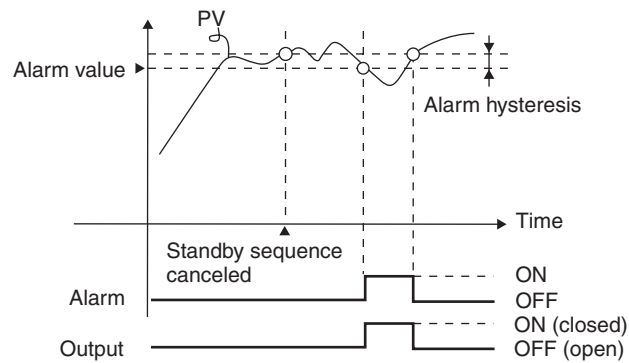 PV
Alarm value
Alarm hysteresis
Time
Standby sequence
canceled
ON
Alarm
OFF
ON (closed)
Output
OFF (open)